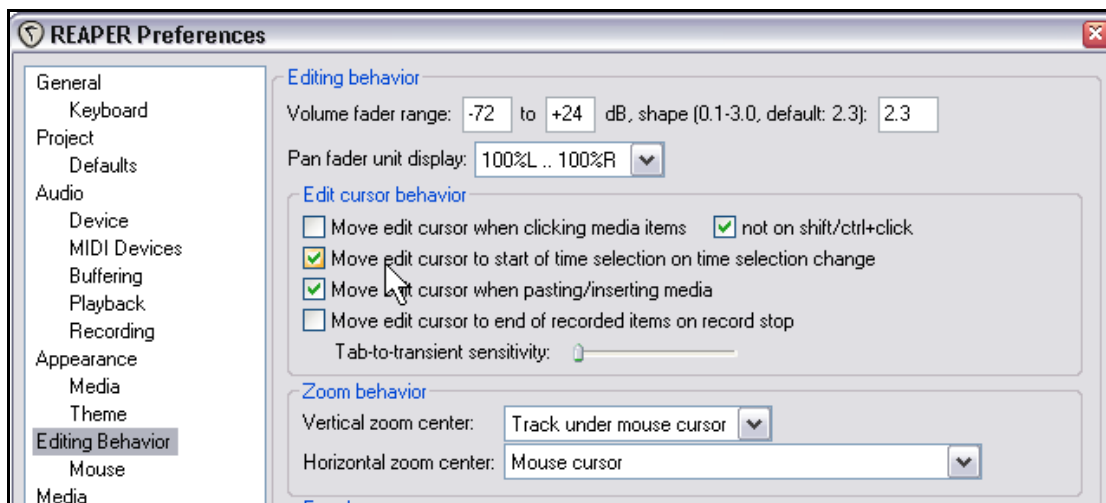 REAPER Preferences
General
Keyboard
Project
Defaults
Audio
Device
MIDI Devices
Buffering
Playback
Recording
Appearance
Media
Theme
Editing Behavior
Mouse
Media
Editing behavior
Volume fader range: -72 to +24 dB, shape (0.1-3.0, default: 2.3): 2.3
Pan fader unit display: 100%L .. 100%R
Edit cursor behavior
Move edit cursor when clicking media items not on shift/ctrl+click
Move edit cursor to start of time selection on time selection change
Move edit cursor when pasting/inserting media
Move edit cursor to end of recorded items on record stop
Tab-to-transient sensitivity:
Zoom behavior
Vertical zoom center: Track under mouse cursor
Horizontal zoom center: Mouse cursor